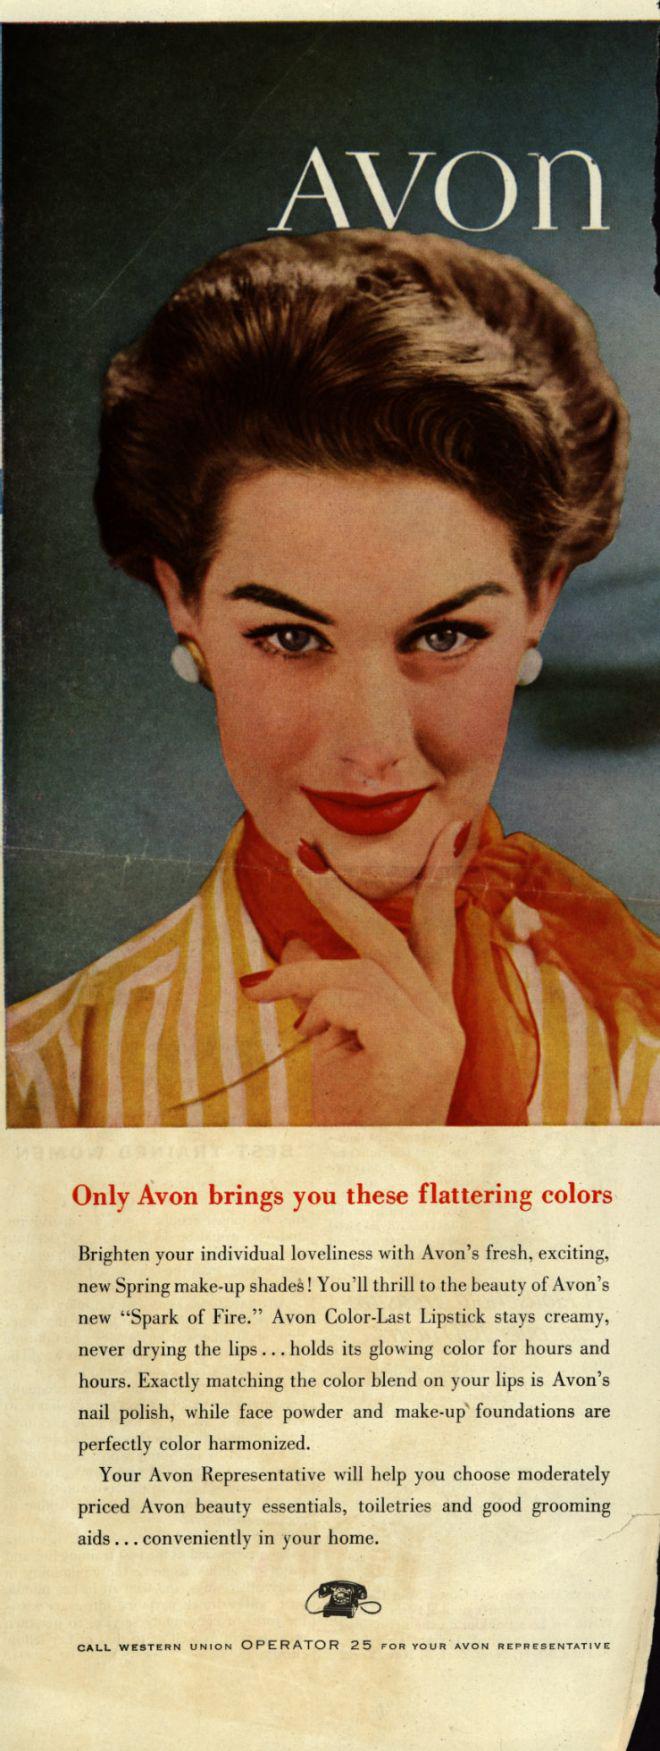 Avon
Only Avon brings you these flattering colors
Brighten your individual loveliness with Avon's fresh, exciting,
new Spring make-up shades! You'll thrill to the beauty of Avon's
new "Spark of Fire." Avon Color-Last Lipstick stays creamy,
never drying the lips...holds its glowing color for hours and
hours. Exactly matching the color blend on your lips is Avon's
nail polish, while face powder and make-up foundations are
perfectly color harmonized.
Your Avon Representative will help you choose moderately
priced Avon beauty essentials, toiletries and good grooming
aids...conveniently in your home.
CALL WESTERN UNION OPERATOR 25 FOR YOUR AVON REPRESENTATIVE